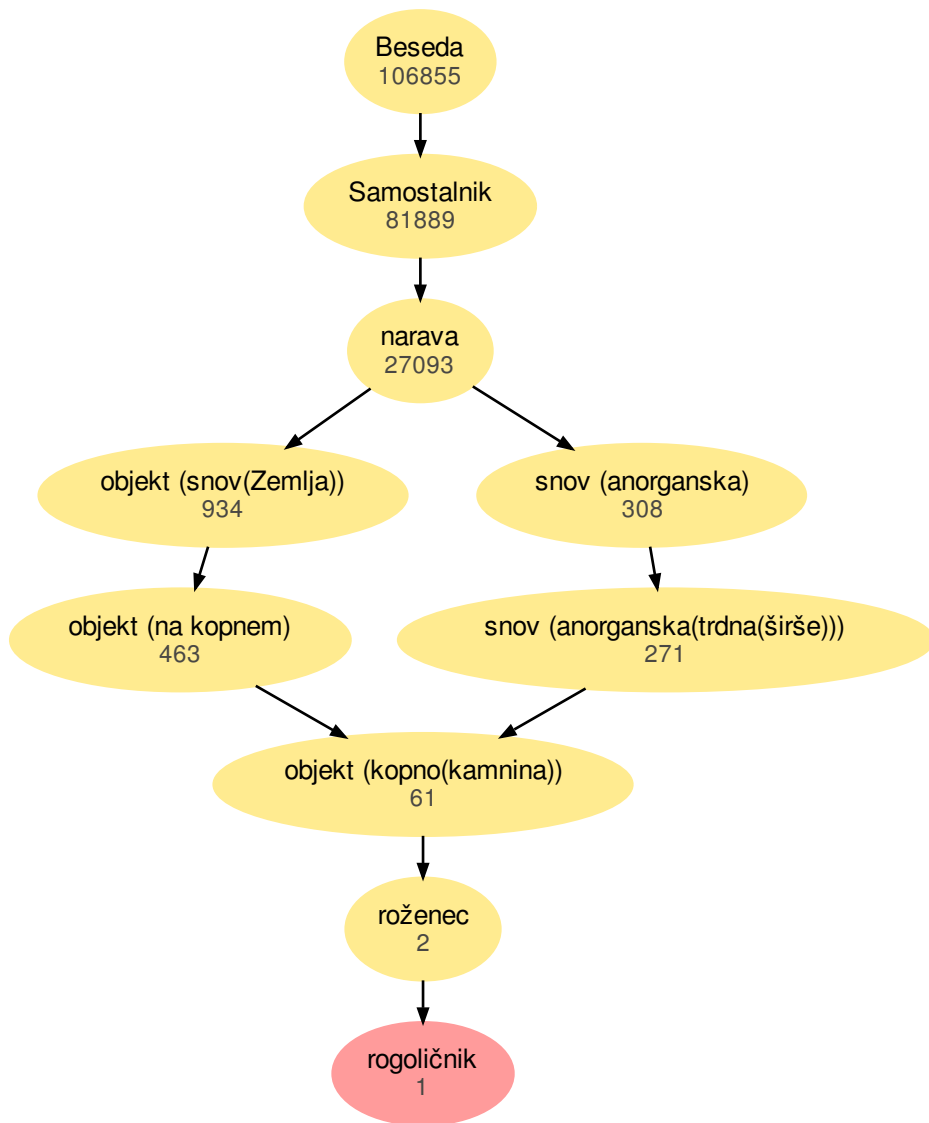 Beseda
106855
Samostalnik
81889
narava
27093
objekt (snov(Zemlja))
934
snov (anorganska)
308
objekt (na kopnem)
463
snov (anorganska(trdna(širše)))
271
objekt (kopno(kamnina))
61
roženec
2
rogoličnik
1